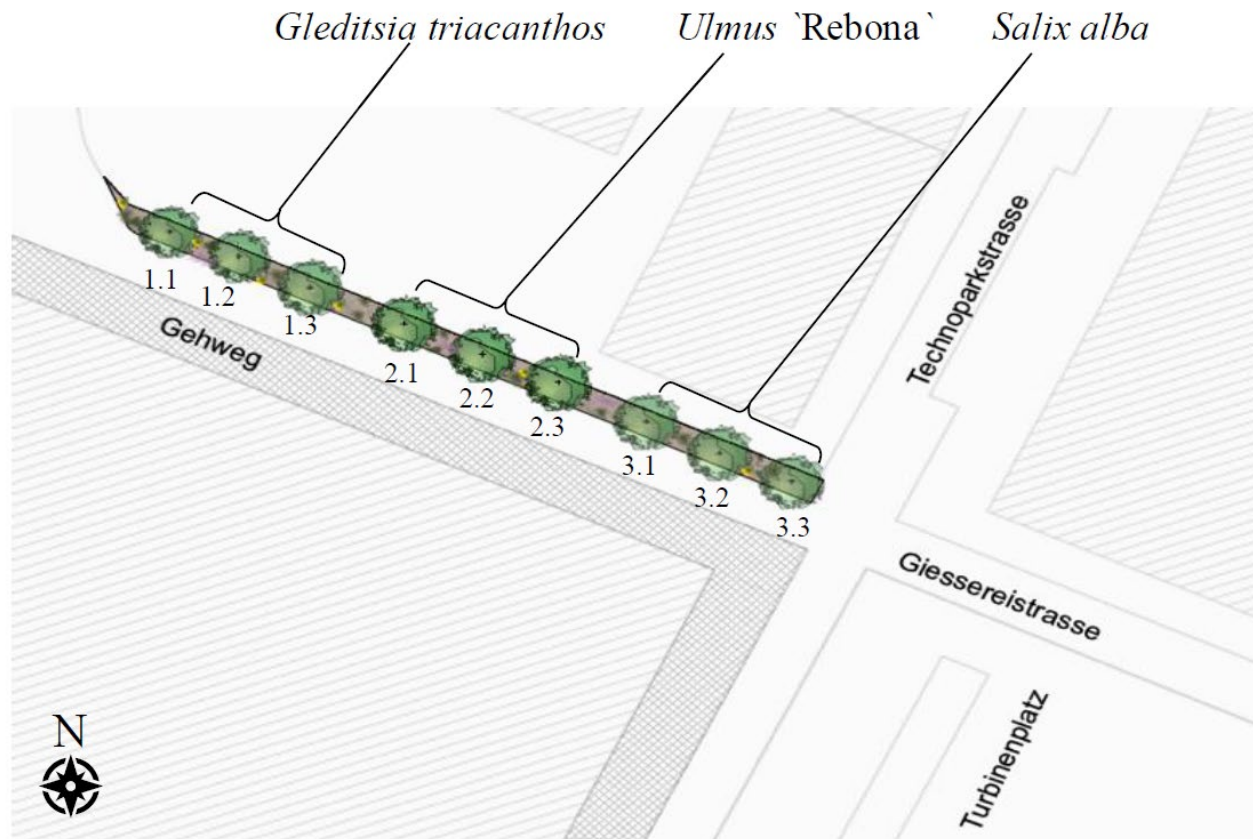 Gleditsia triacanthos
Ulmus `Rebona`
Salix alba
1.1
1.2
1.3
2.1
2.2
2.3
3.1
3.2
3.3
Gehweg
Technoparkstrasse
Giessereistrasse
Turbinenplatz
N